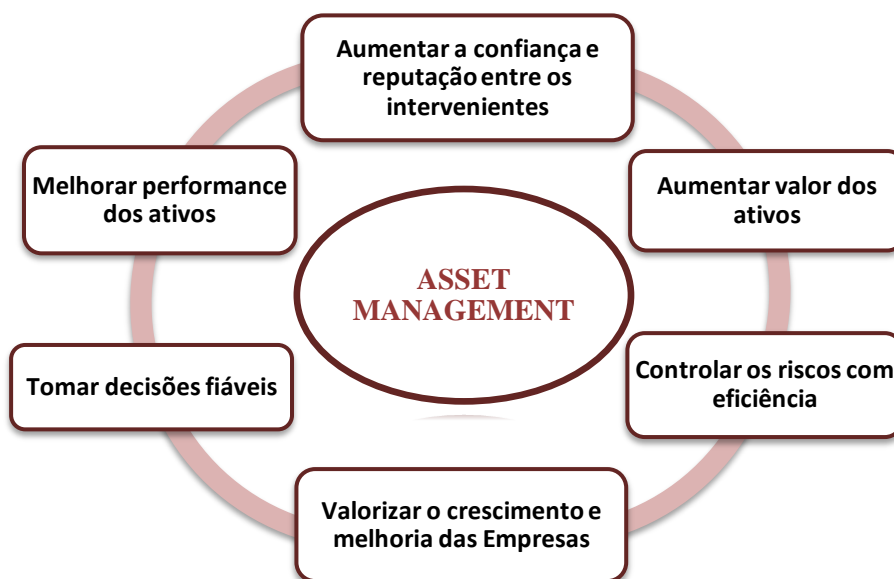 Aumentar a confiança e
reputação entre os
intervenientes
Melhorar performance
dos ativos
Aumentar valor dos
ativos
ASSET
MANAGEMENT
Tomar decisões fiáveis
Controlar os riscos com
eficiência
Valorizar o crescimento e
melhoria das Empresas